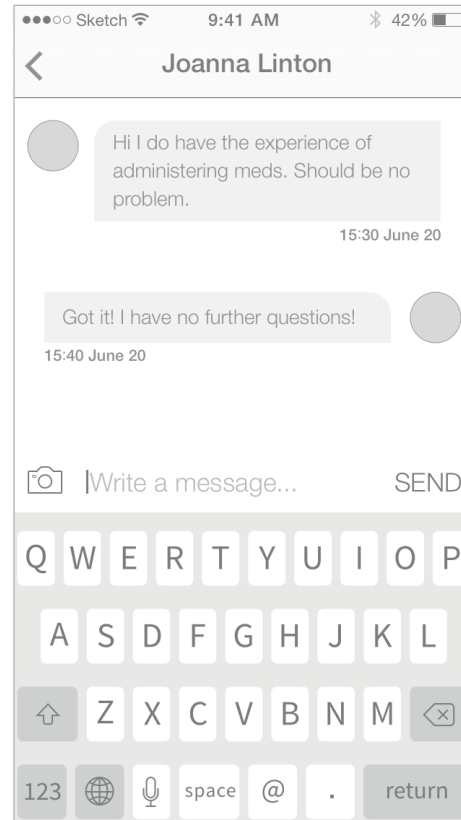 Sketch 9:41 AM 42%
Joanna Linton
Hi I do have the experience of
administering meds. Should be no
problem.
15:30 June 20
Got it! I have no further questions!
15:40 June 20
Write a message... SEND
Q W E R T Y U I O P
A S D F G H J K L
Z X C V B N M
123 space @ . return